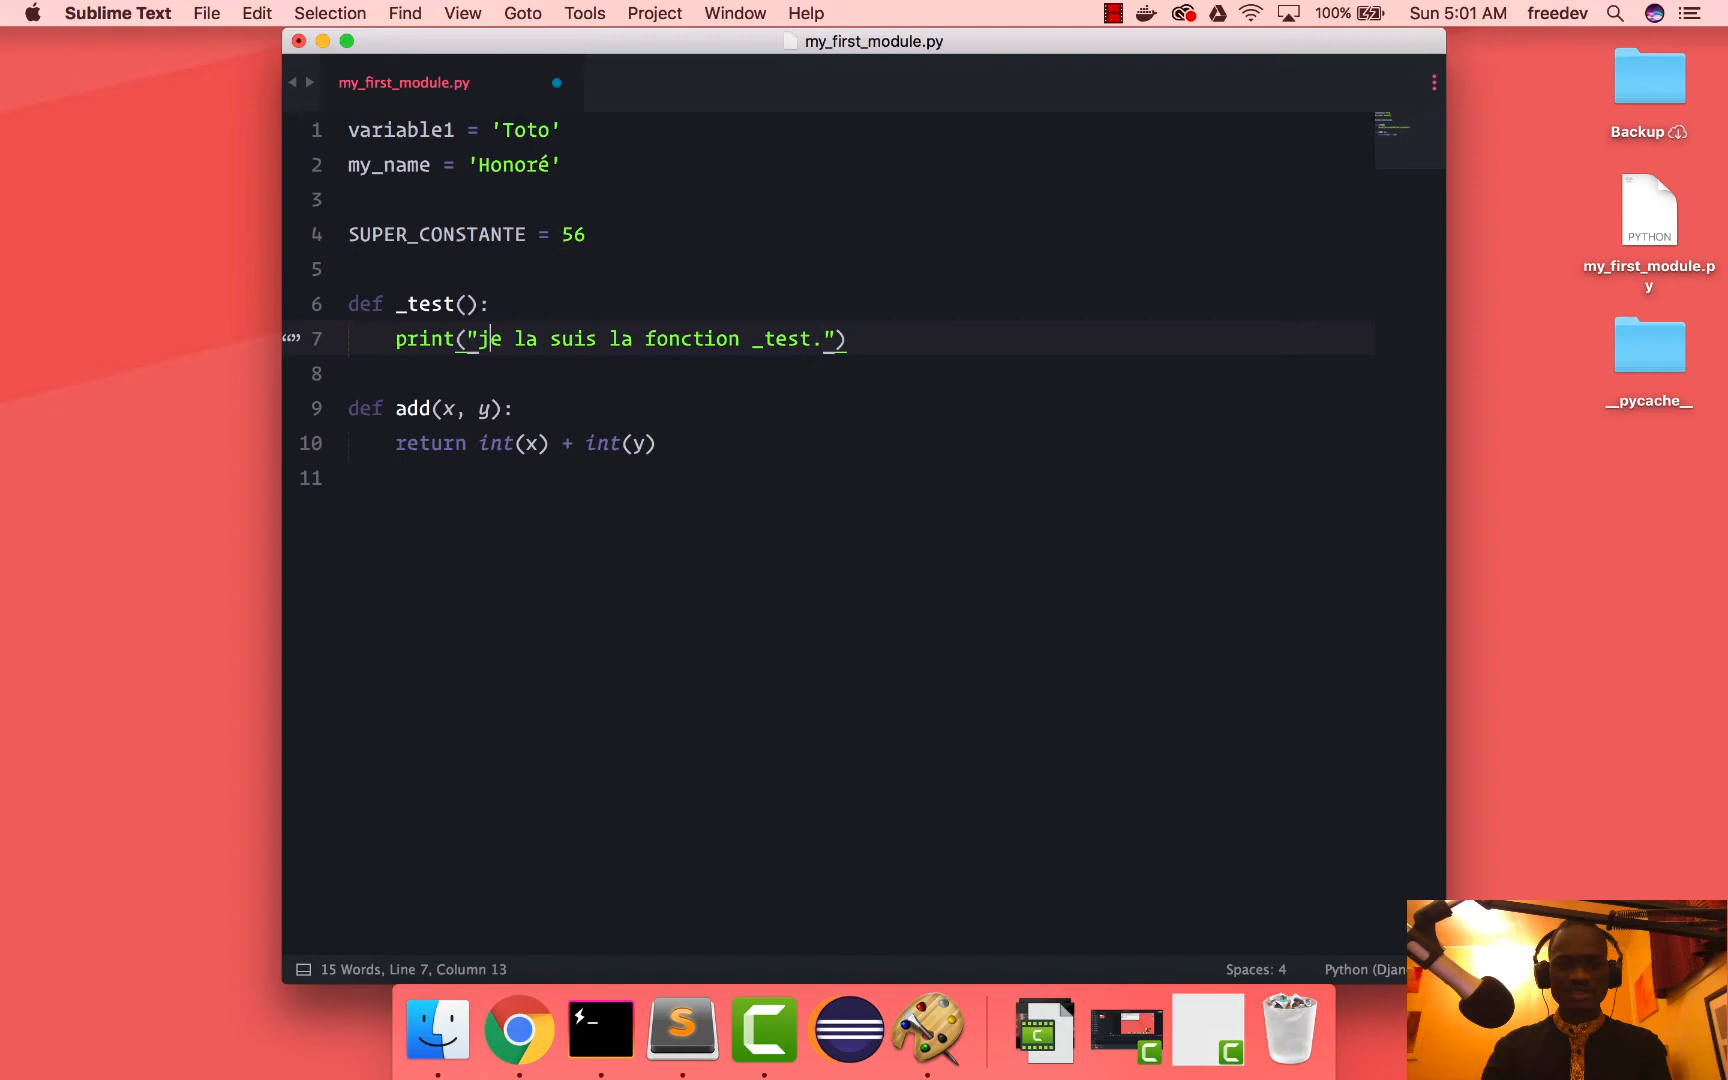 Sublime Text File Edit Selection Find View Goto Tools Project Window Help 100% Sun 5:01 AM freedev
my_first_module.py
my_first_module.py
1 variable1 = 'Toto'
2 my_name = 'Honoré'
3
4 SUPER_CONSTANTE = 56
5
6 def _test():
7 print("je la suis la fonction _test.")
8
9 def add(x, y):
10 return int(x) + int(y)
11
15 Words, Line 7, Column 13 Spaces: 4 Python (Djan
Backup
PYTHON
my_first_module.p
y
__pycache__